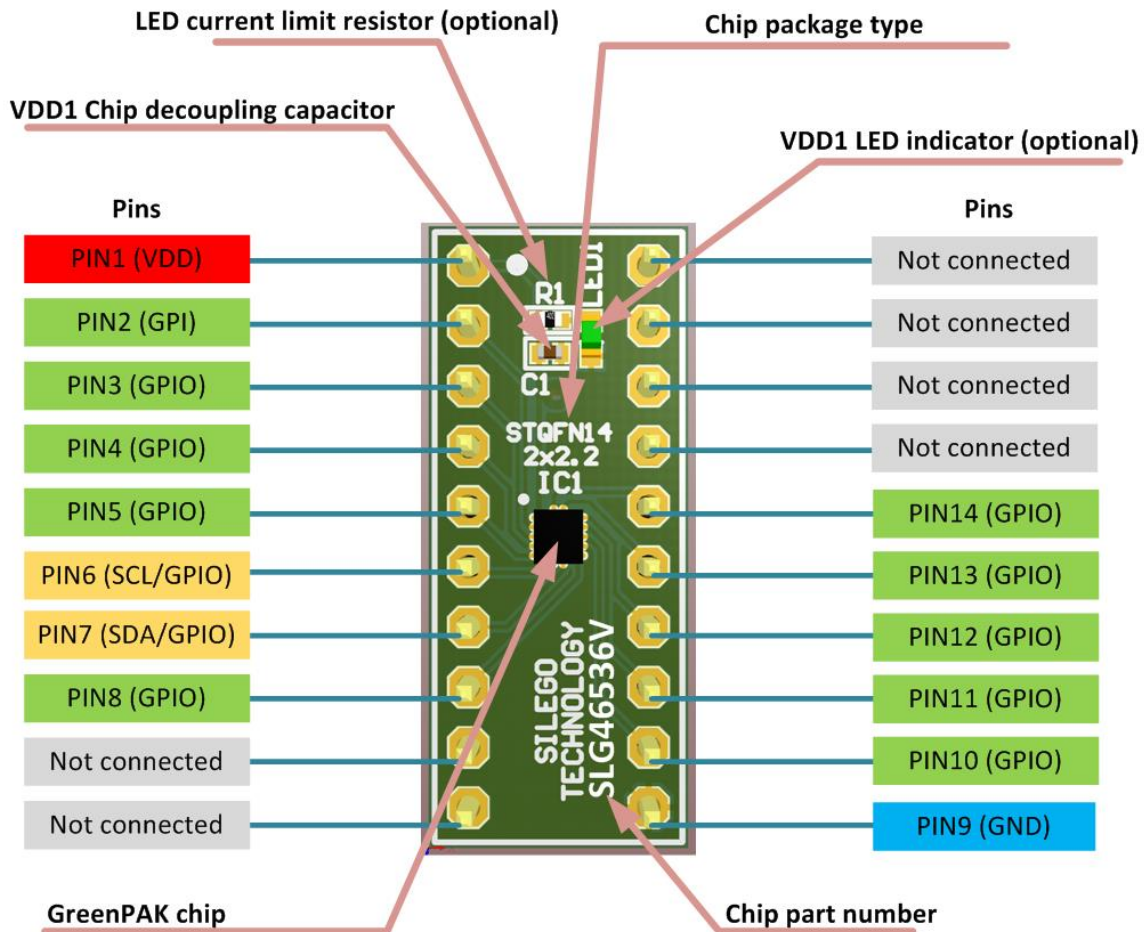 LED current limit resistor (optional)
Chip package type
VDD1 Chip decoupling capacitor
VDD1 LED indicator (optional)
Pins
Pins
PIN1 (VDD)
PIN2 (GPI)
PIN3 (GPIO)
PIN4 (GPIO)
PIN5 (GPIO)
PIN6 (SCL/GPIO)
PIN7 (SDA/GPIO)
PIN8 (GPIO)
Not connected
Not connected
LED1
R1
C1
STQFN14
2x2.2
IC1
SILEGO
TECHNOLOGY
SLG46536V
Not connected
Not connected
Not connected
Not connected
PIN14 (GPIO)
PIN13 (GPIO)
PIN12 (GPIO)
PIN11 (GPIO)
PIN10 (GPIO)
PIN9 (GND)
GreenPAK chip
Chip part number